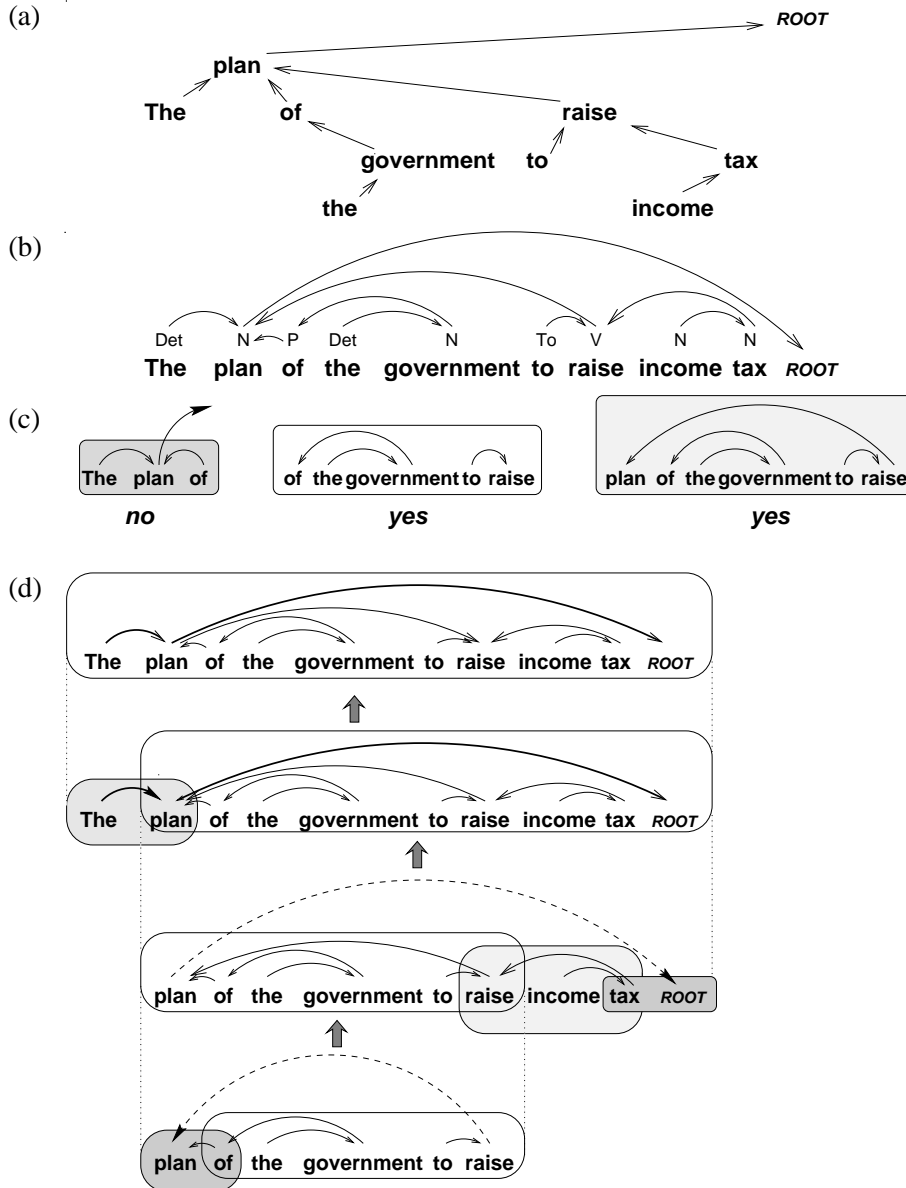 (a)
ROOT
plan
The of raise
government to tax
the income
(b)
Det N P Det N To V N N
The plan of the government to raise income tax ROOT
(c)
The plan of
of the government to raise
plan of the government to raise
no yes yes
(d)
The plan of the government to raise income tax ROOT
The plan of the government to raise income tax ROOT
plan of the government to raise income tax ROOT
plan of the government to raise